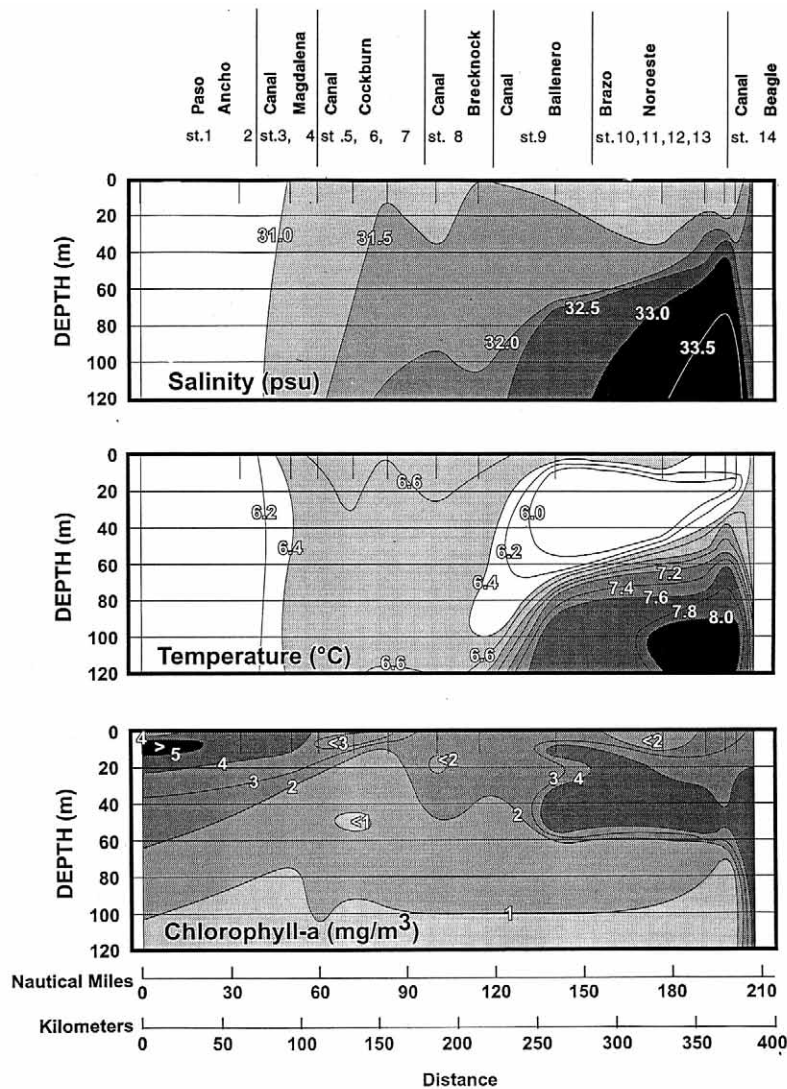 Paso Ancho
Canal Magdalena
Canal Cockburn
Canal Brecknock
Canal Ballenero
Brazo Noroeste
Canal Beagle
st.1 2 st.3, 4 st .5, 6, 7 st. 8 st.9 st.10,11,12,13 st. 14
DEPTH (m)
0
20
40
60
80
100
120
31.0
31.5
32.0
32.5
33.0
33.5
Salinity (psu)
DEPTH (m)
0
20
40
60
80
100
120
6.2
6.4
6.6
6.6
6.0
6.2
6.4
6.6
7.2
7.4
7.6
7.8
8.0
Temperature (°C)
DEPTH (m)
0
20
40
60
80
100
120
4
> 5
4
3
2
<3
<2
<1
2
3
4
<2
1
3
Chlorophyll-a (mg/m³)
Nautical Miles
0 30 60 90 120 150 180 210
Kilometers
0 50 100 150 200 250 300 350 400
Distance